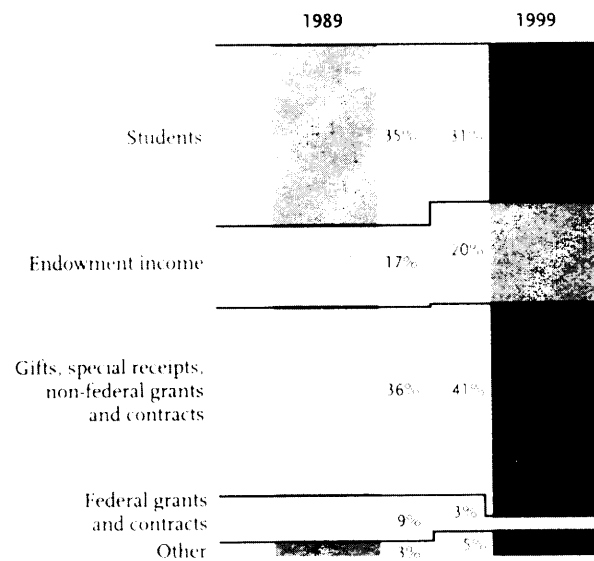 1989 1999
Students 35% 31%
Endowment income 17% 20%
Gifts, special receipts,
non-federal grants 36% 41%
and contracts
Federal grants 3%
and contracts 9%
Other 3% 5%